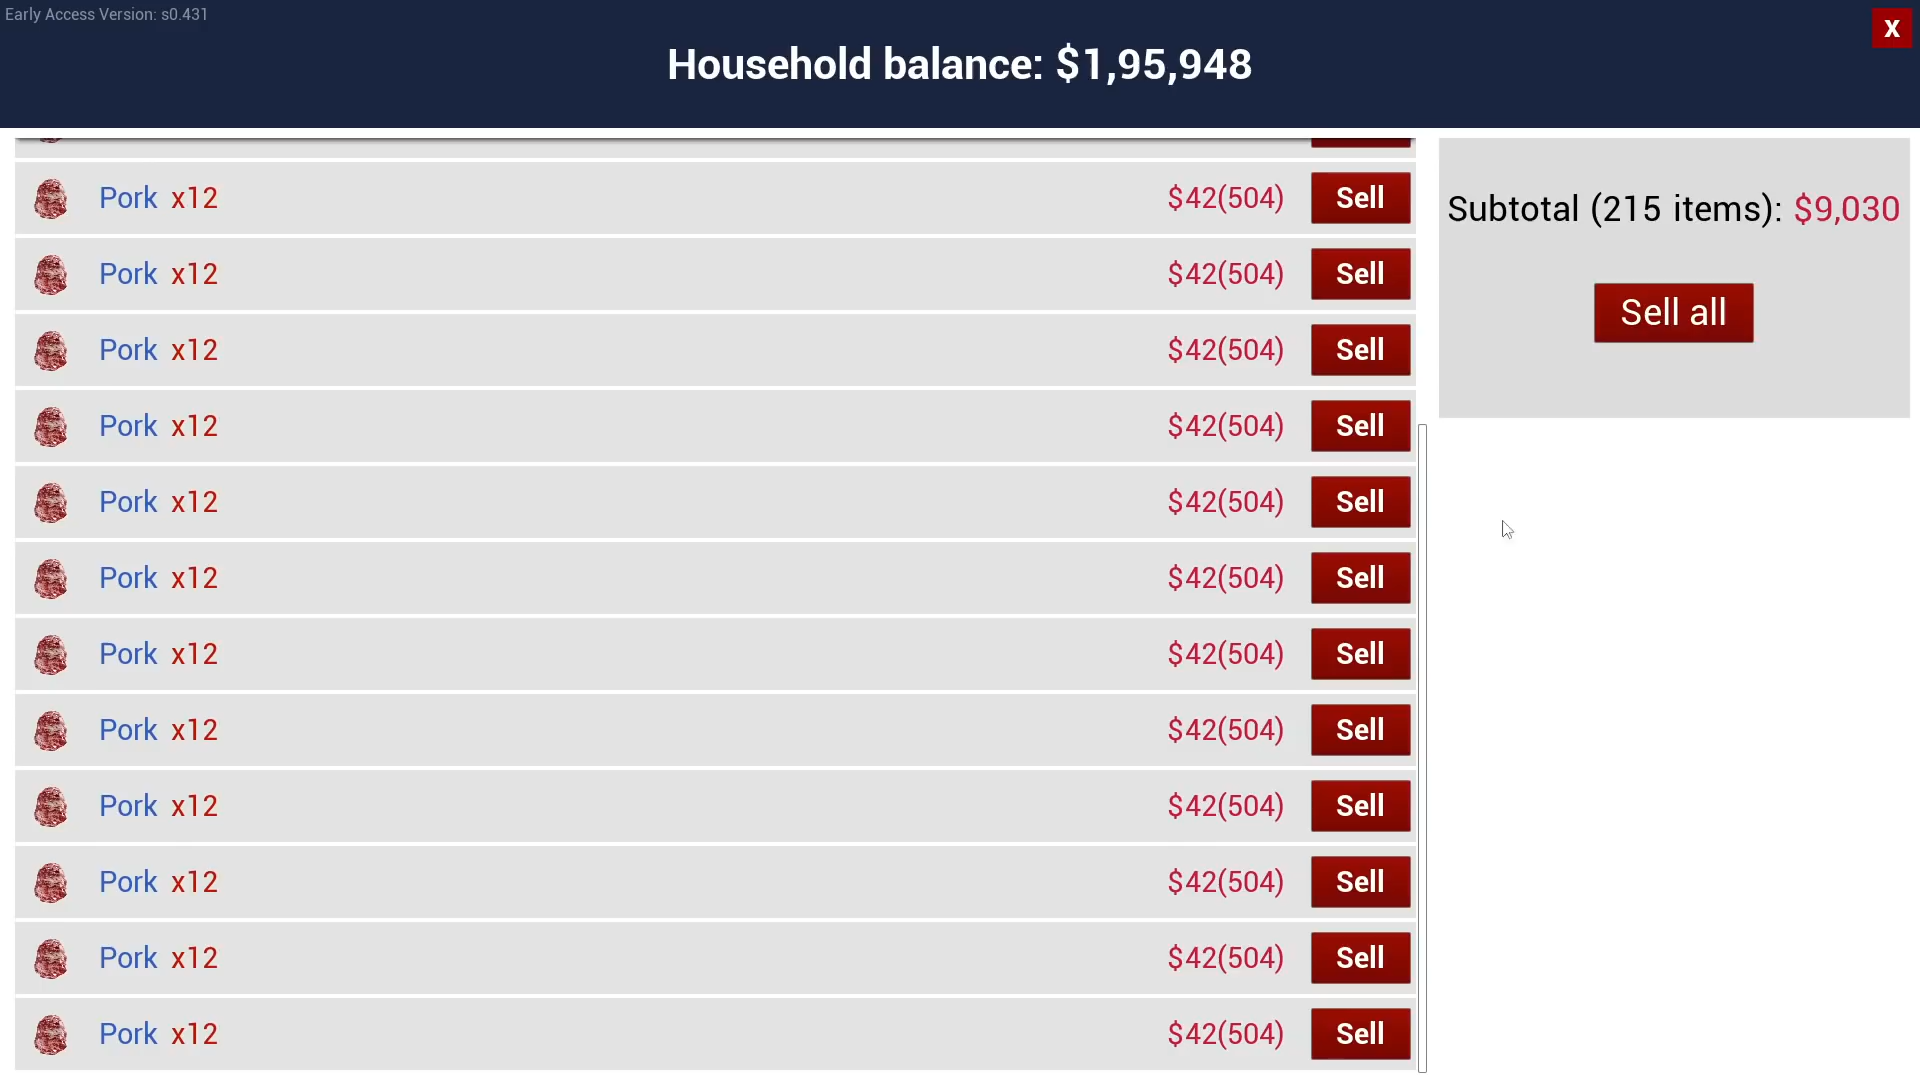 Early Access Version: s0.431
X
Household balance: $1,95,948
Pork x12 $42(504) Sell
Pork x12 $42(504) Sell
Pork x12 $42(504) Sell
Pork x12 $42(504) Sell
Pork x12 $42(504) Sell
Pork x12 $42(504) Sell
Pork x12 $42(504) Sell
Pork x12 $42(504) Sell
Pork x12 $42(504) Sell
Pork x12 $42(504) Sell
Pork x12 $42(504) Sell
Pork x12 $42(504) Sell
Subtotal (215 items): $9,030
Sell all